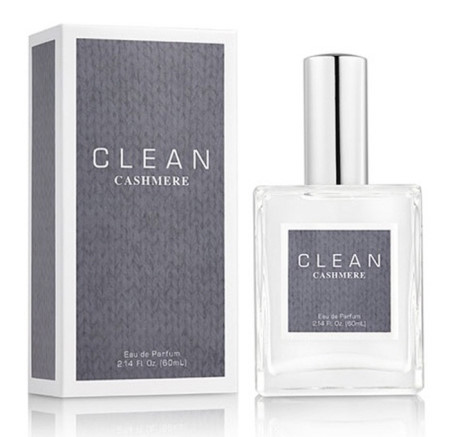 CLEAN
CASHMERE
Eau de Parfum
2.14 Fl. Oz. (60mL)
CLEAN
CASHMERE
Eau de Parfum
2.14 Fl. Oz. (60mL)